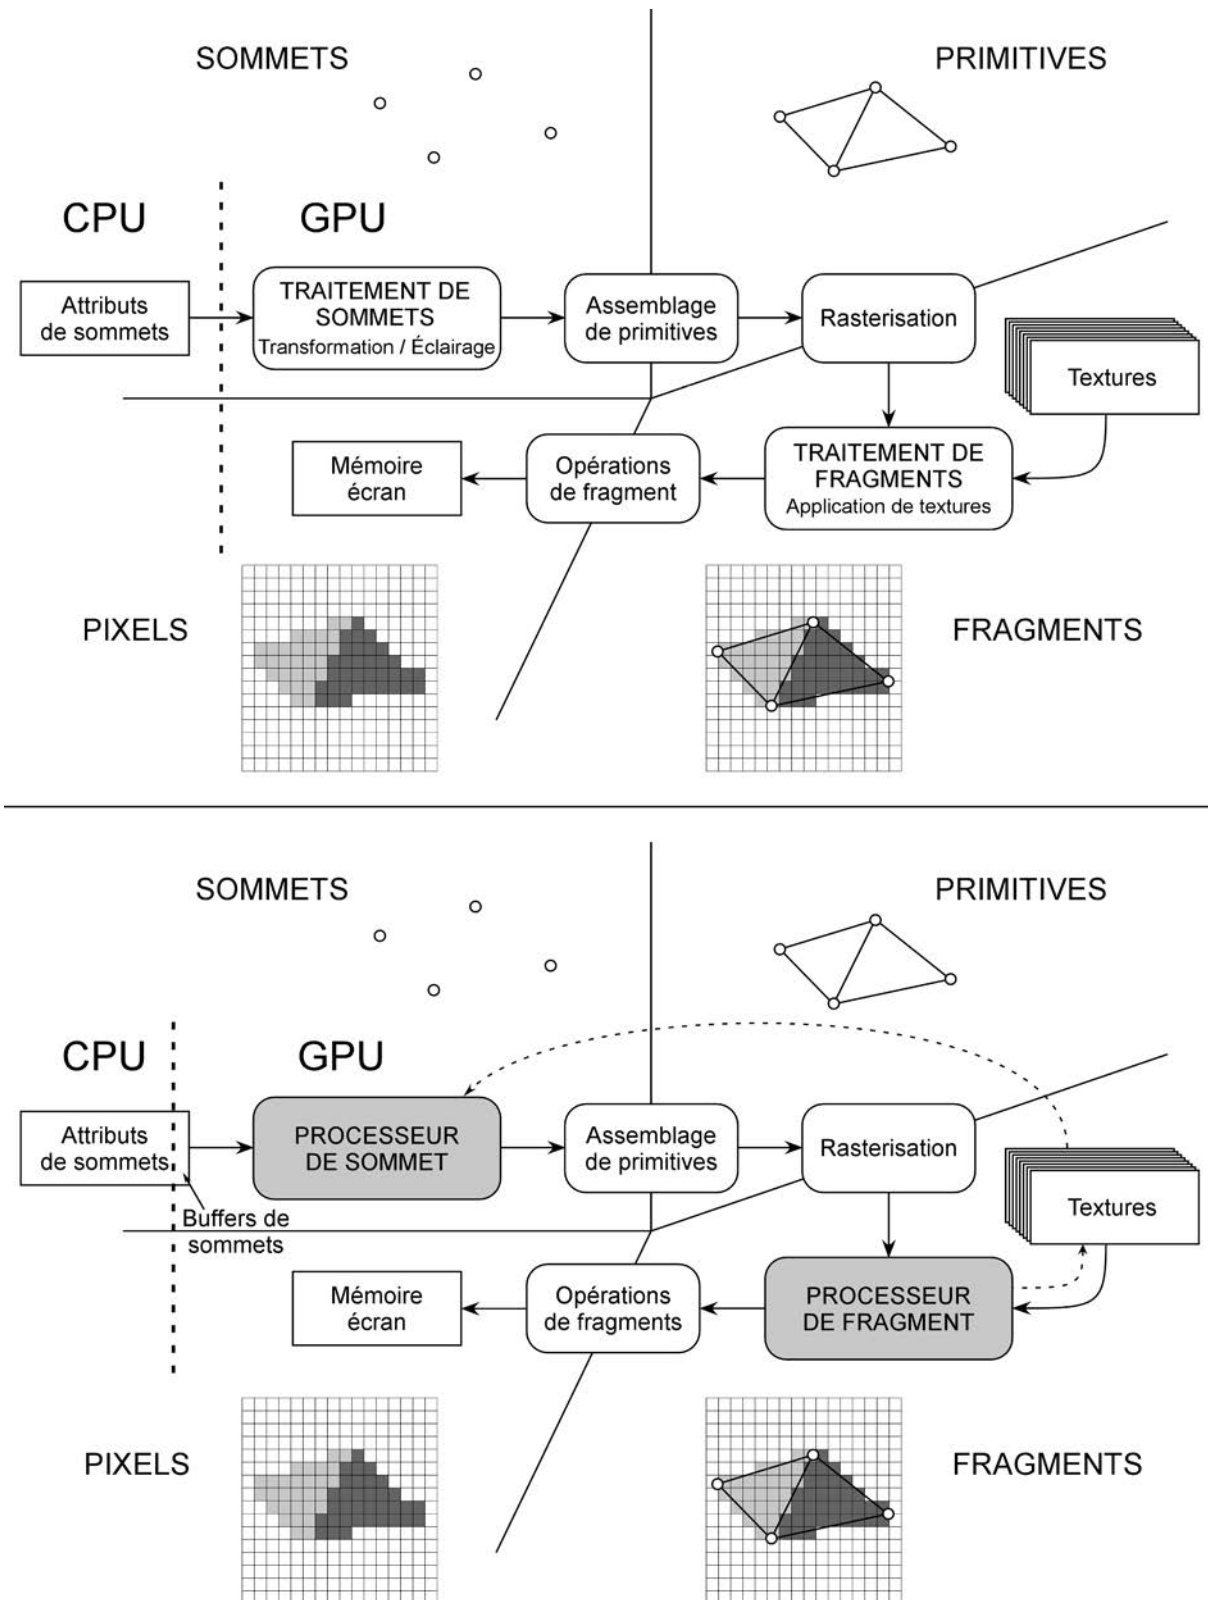 SOMMETS
PRIMITIVES
CPU
GPU
Attributs
de sommets
TRAITEMENT DE
SOMMETS
Transformation / Éclairage
Assemblage
de primitives
Rasterisation
Textures
Mémoire
écran
Opérations
de fragment
TRAITEMENT DE
FRAGMENTS
Application de textures
PIXELS
FRAGMENTS
SOMMETS
PRIMITIVES
CPU
GPU
Attributs
de sommets
PROCESSEUR
DE SOMMET
Assemblage
de primitives
Rasterisation
Textures
Buffers de
sommets
Mémoire
écran
Opérations
de fragments
PROCESSEUR
DE FRAGMENT
PIXELS
FRAGMENTS